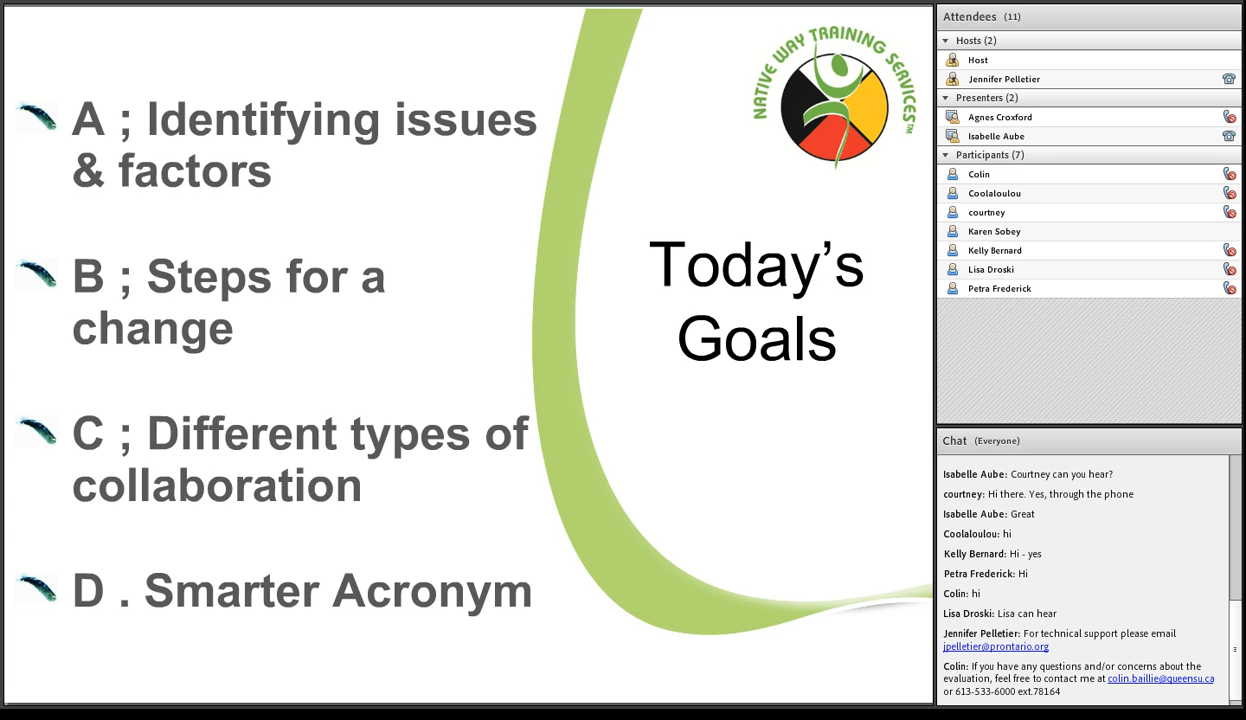 A ; Identifying issues
& factors
B ; Steps for a
change
C ; Different types of
collaboration
D . Smarter Acronym
NATIVE WAY TRAINING SERVICES™
Today’s
Goals
Attendees (11)
Hosts (2)
Host
Jennifer Pelletier
Presenters (2)
Agnes Croxford
Isabelle Aube
Participants (7)
Colin
Coolaloulou
courtney
Karen Sobey
Kelly Bernard
Lisa Droski
Petra Frederick
Chat (Everyone)
Isabelle Aube: Courtney can you hear?
courtney: Hi there. Yes, through the phone
Isabelle Aube: Great
Coolaloulou: hi
Kelly Bernard: Hi - yes
Petra Frederick: Hi
Colin: hi
Lisa Droski: Lisa can hear
Jennifer Pelletier: For technical support please email
jpelletier@prontario.org
Colin: If you have any questions and/or concerns about the
evaluation, feel free to contact me at colin.baillie@queensu.ca
or 613-533-6000 ext.78164